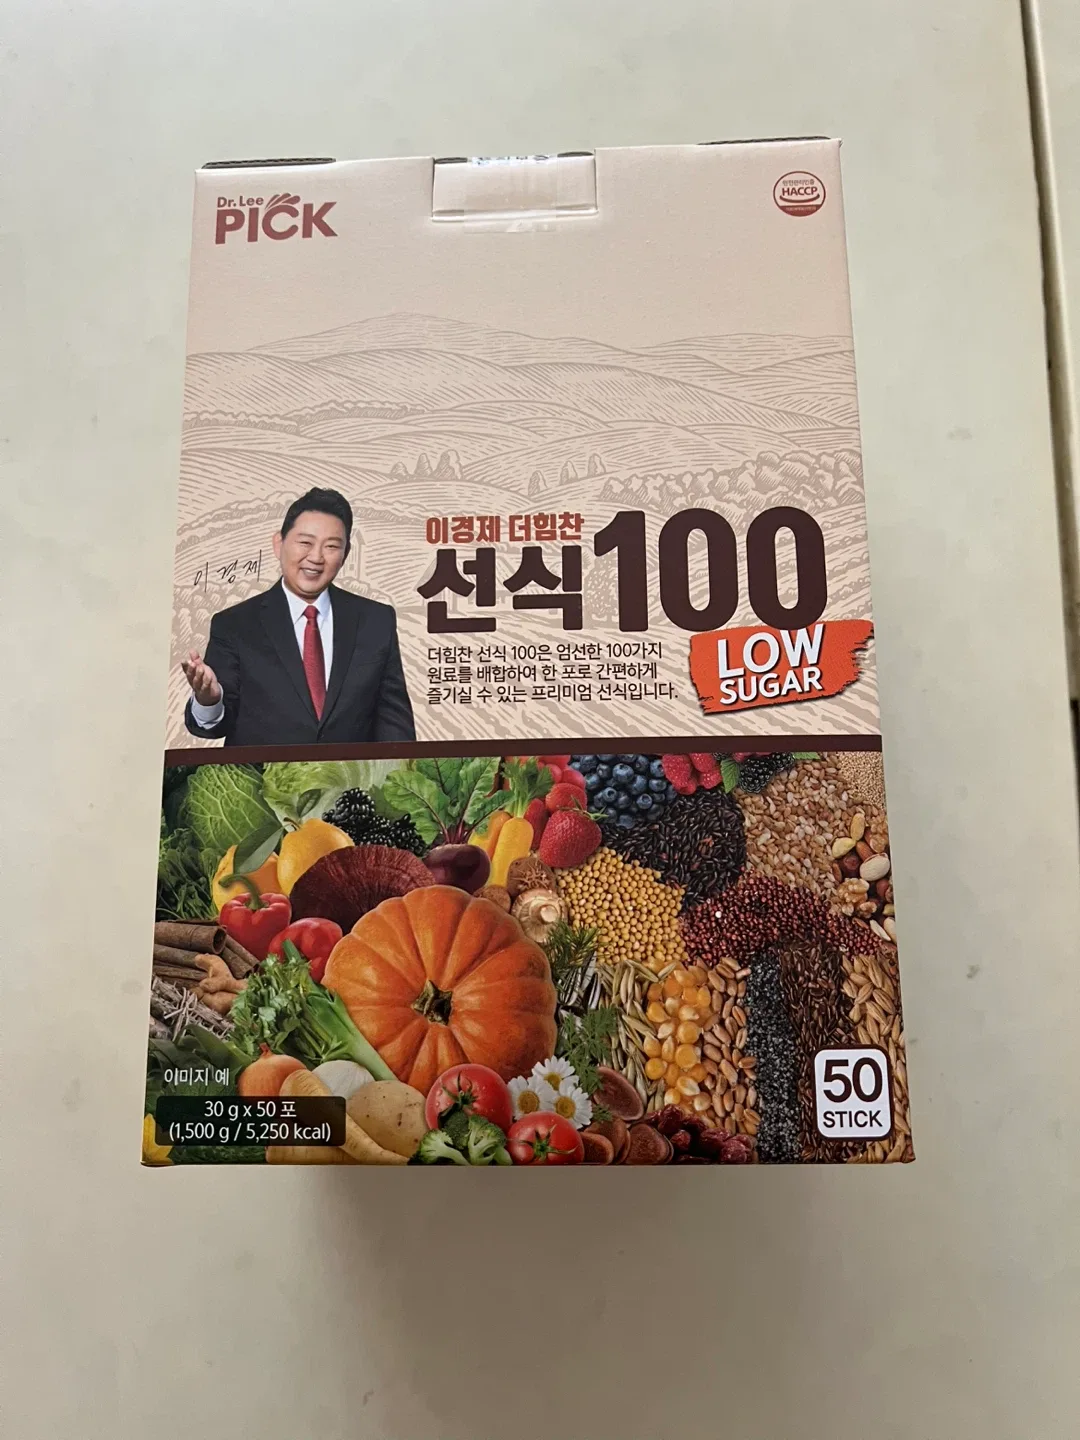 Dr. Lee
PICK
HACCP
이경제
이경제 더힘찬
선식100
더힘찬 선식 100은 엄선한 100가지
원료를 배합하여 한 포로 간편하게
즐기실 수 있는 프리미엄 선식입니다.
LOW
SUGAR
이미지 예
30 g x 50 포
(1,500 g / 5,250 kcal)
50
STICK